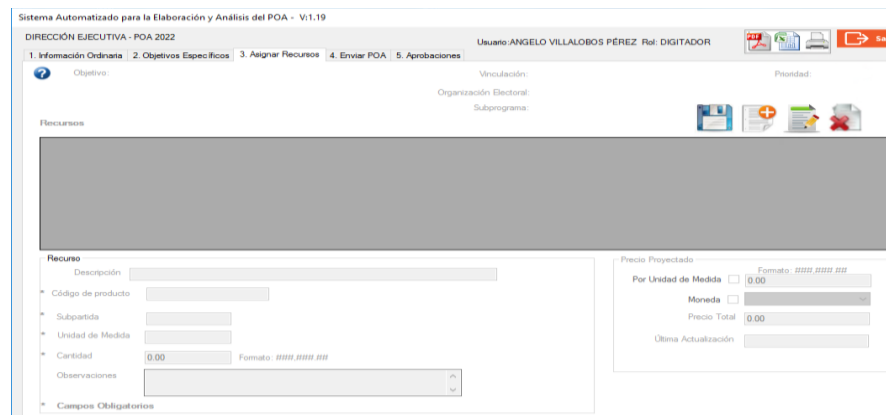 Sistema Automatizado para la Elaboración y Análisis del POA - V:1.19
DIRECCIÓN EJECUTIVA - POA 2022
Usuario:ANGELO VILLALOBOS PÉREZ Rol: DIGITADOR
PDF
Sa
1. Información Ordinaria 2. Objetivos Específicos 3. Asignar Recursos 4. Enviar POA 5. Aprobaciones
? Objetivo: Vinculación: Prioridad:
Organización Electoral:
Subprograma:
Recursos
Recurso
Descripción
* Código de producto
* Subpartida
* Unidad de Medida
* Cantidad 0.00 Formato: ###,###.##
Observaciones
* Campos Obligatorios
Precio Proyectado
Formato: ###,###.##
Por Unidad de Medida 0.00
Moneda
Precio Total 0.00
Última Actualización